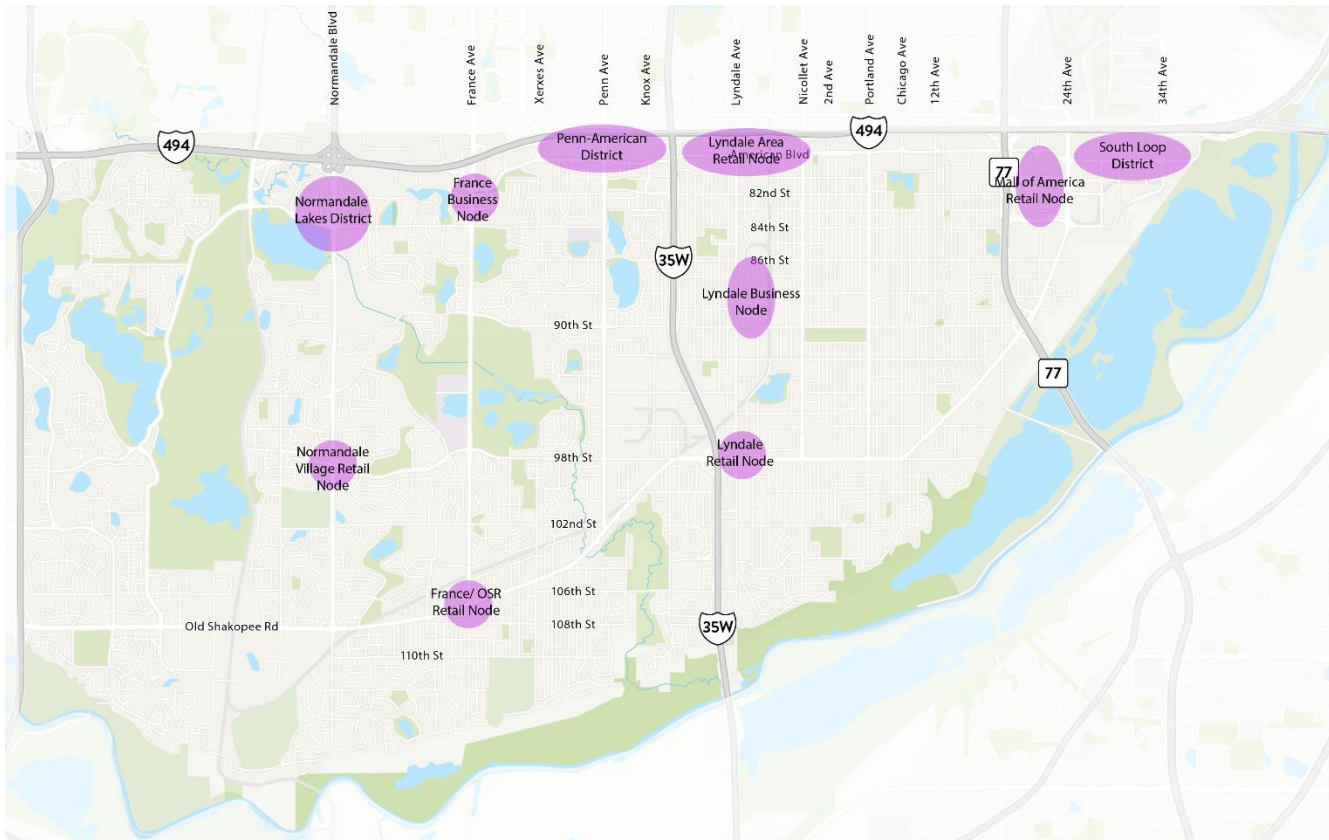 Normandale Blvd
France Ave
Xerxes Ave
Penn Ave
Knox Ave
Lyndale Ave
Nicollet Ave
2nd Ave
Portland Ave
Chicago Ave
12th Ave
24th Ave
34th Ave
494
494
Penn-American
District
Lyndale Area
Retail Node
American Blvd
South Loop
District
77
Mall of America
Retail Node
France
Business
Node
Normandale
Lakes District
82nd St
84th St
35W
86th St
Lyndale Business
Node
90th St
77
Normandale
Village Retail
Node
98th St
Lyndale
Retail Node
102nd St
France/ OSR
Retail Node
106th St
Old Shakopee Rd
108th St
35W
110th St